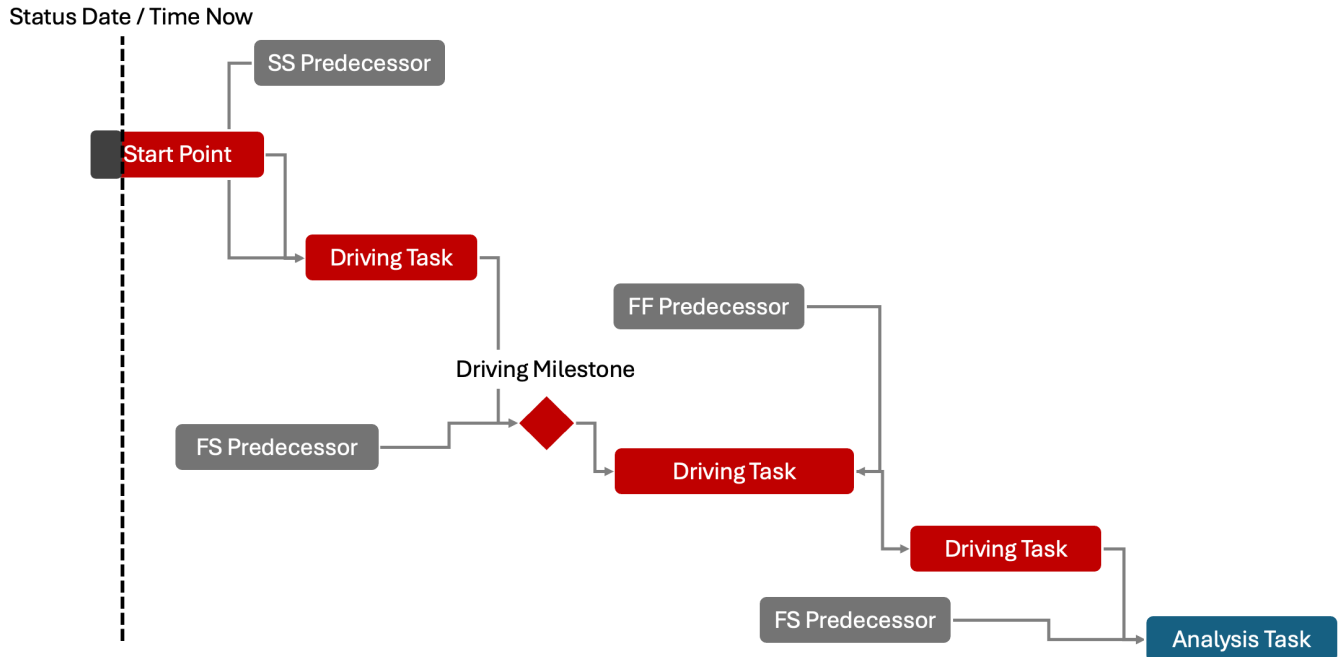 Status Date / Time Now
SS Predecessor
Start Point
Driving Task
FF Predecessor
Driving Milestone
FS Predecessor
Driving Task
Driving Task
FS Predecessor
Analysis Task